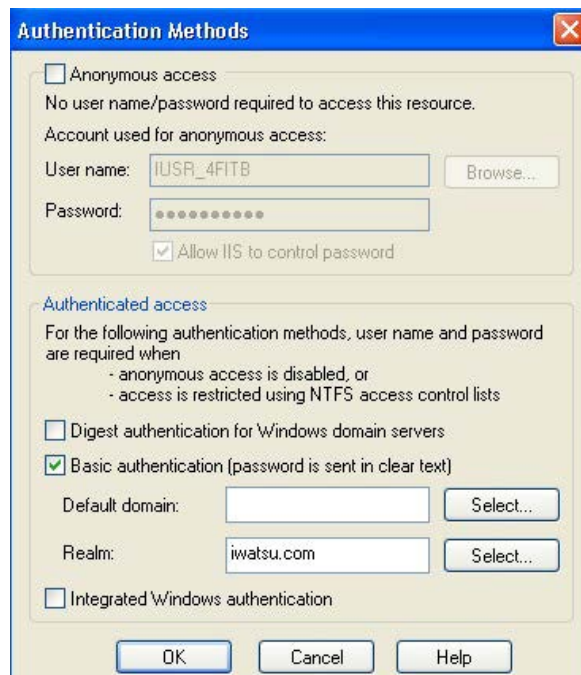 Authentication Methods
Anonymous access
No user name/password required to access this resource.
Account used for anonymous access:
User name: IUSR_4FITB Browse...
Password: ●●●●●●●●●●
Allow IIS to control password
Authenticated access
For the following authentication methods, user name and password
are required when
- anonymous access is disabled, or
- access is restricted using NTFS access control lists
Digest authentication for Windows domain servers
Basic authentication (password is sent in clear text)
Default domain: Select...
Realm: iwatsu.com Select...
Integrated Windows authentication
OK Cancel Help